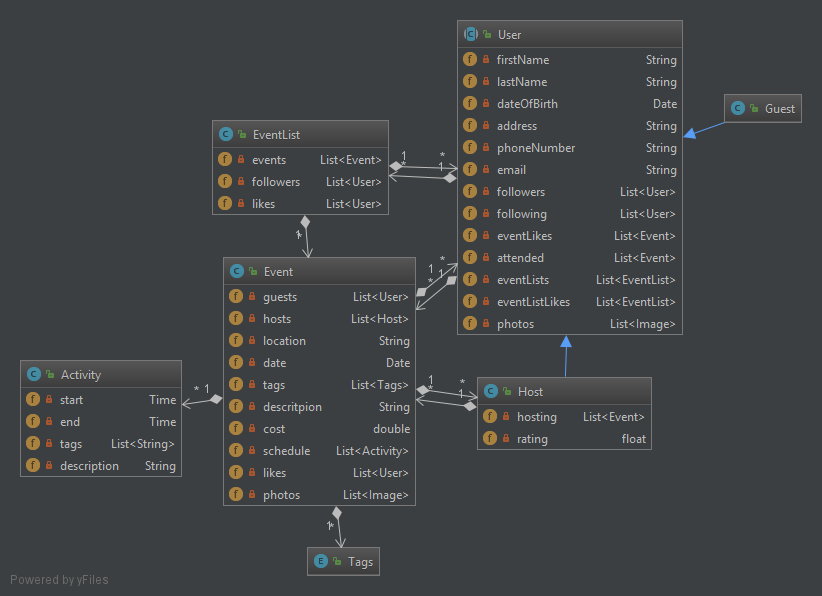 User
firstName String
lastName String
dateOfBirth Date
address String
phoneNumber String
email String
followers List<User>
following List<User>
eventLikes List<Event>
attended List<Event>
eventLists List<EventList>
eventListLikes List<EventList>
photos List<Image>
Guest
EventList
events List<Event>
followers List<User>
likes List<User>
1 *
* 1
1 *
Event
guests List<User>
hosts List<Host>
location String
date Date
tags List<Tags>
descritpion String
cost double
schedule List<Activity>
likes List<User>
photos List<Image>
1 *
* 1
Activity
start Time
end Time
tags List<String>
description String
* 1
Host
hosting List<Event>
rating float
1 *
* 1
1 *
Tags
Powered by yFiles